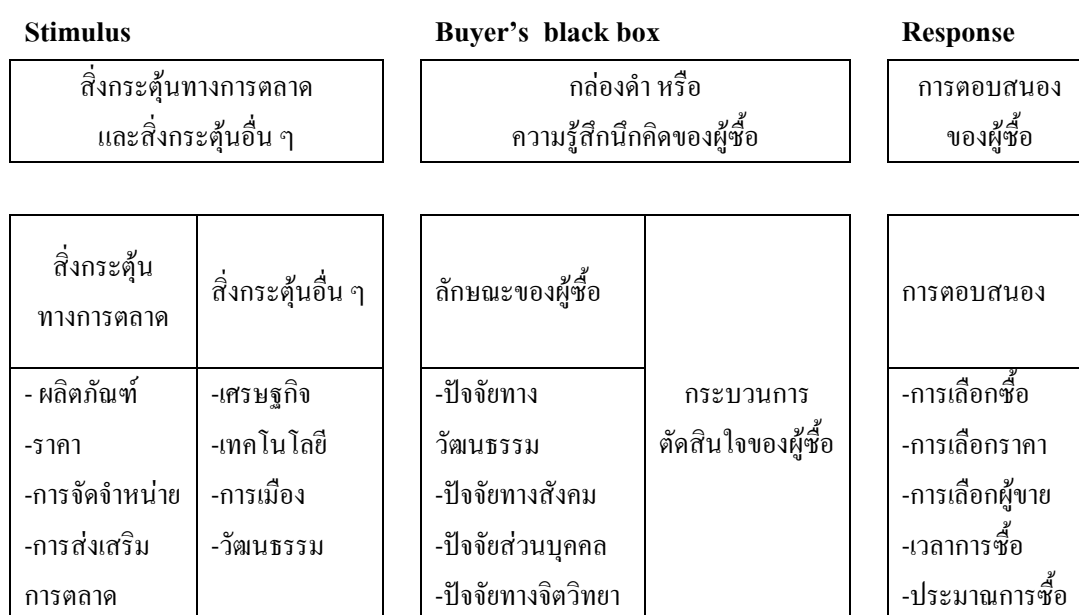 Stimulus
Buyer's black box
Response
สิ่งกระตุ้นทางการตลาด
และสิ่งกระตุ้นอื่น ๆ
กล่องดำ หรือ
ความรู้สึกนึกคิดของผู้ซื้อ
การตอบสนอง
ของผู้ซื้อ
สิ่งกระตุ้น
ทางการตลาด
สิ่งกระตุ้นอื่น ๆ
ลักษณะของผู้ซื้อ
การตอบสนอง
- ผลิตภัณฑ์
-ราคา
-การจัดจำหน่าย
-การส่งเสริม
การตลาด
-เศรษฐกิจ
-เทคโนโลยี
-การเมือง
-วัฒนธรรม
-ปัจจัยทาง
วัฒนธรรม
-ปัจจัยทางสังคม
-ปัจจัยส่วนบุคคล
-ปัจจัยทางจิตวิทยา
กระบวนการ
ตัดสินใจของผู้ซื้อ
-การเลือกซื้อ
-การเลือกราคา
-การเลือกผู้ขาย
-เวลาการซื้อ
-ประมาณการซื้อ